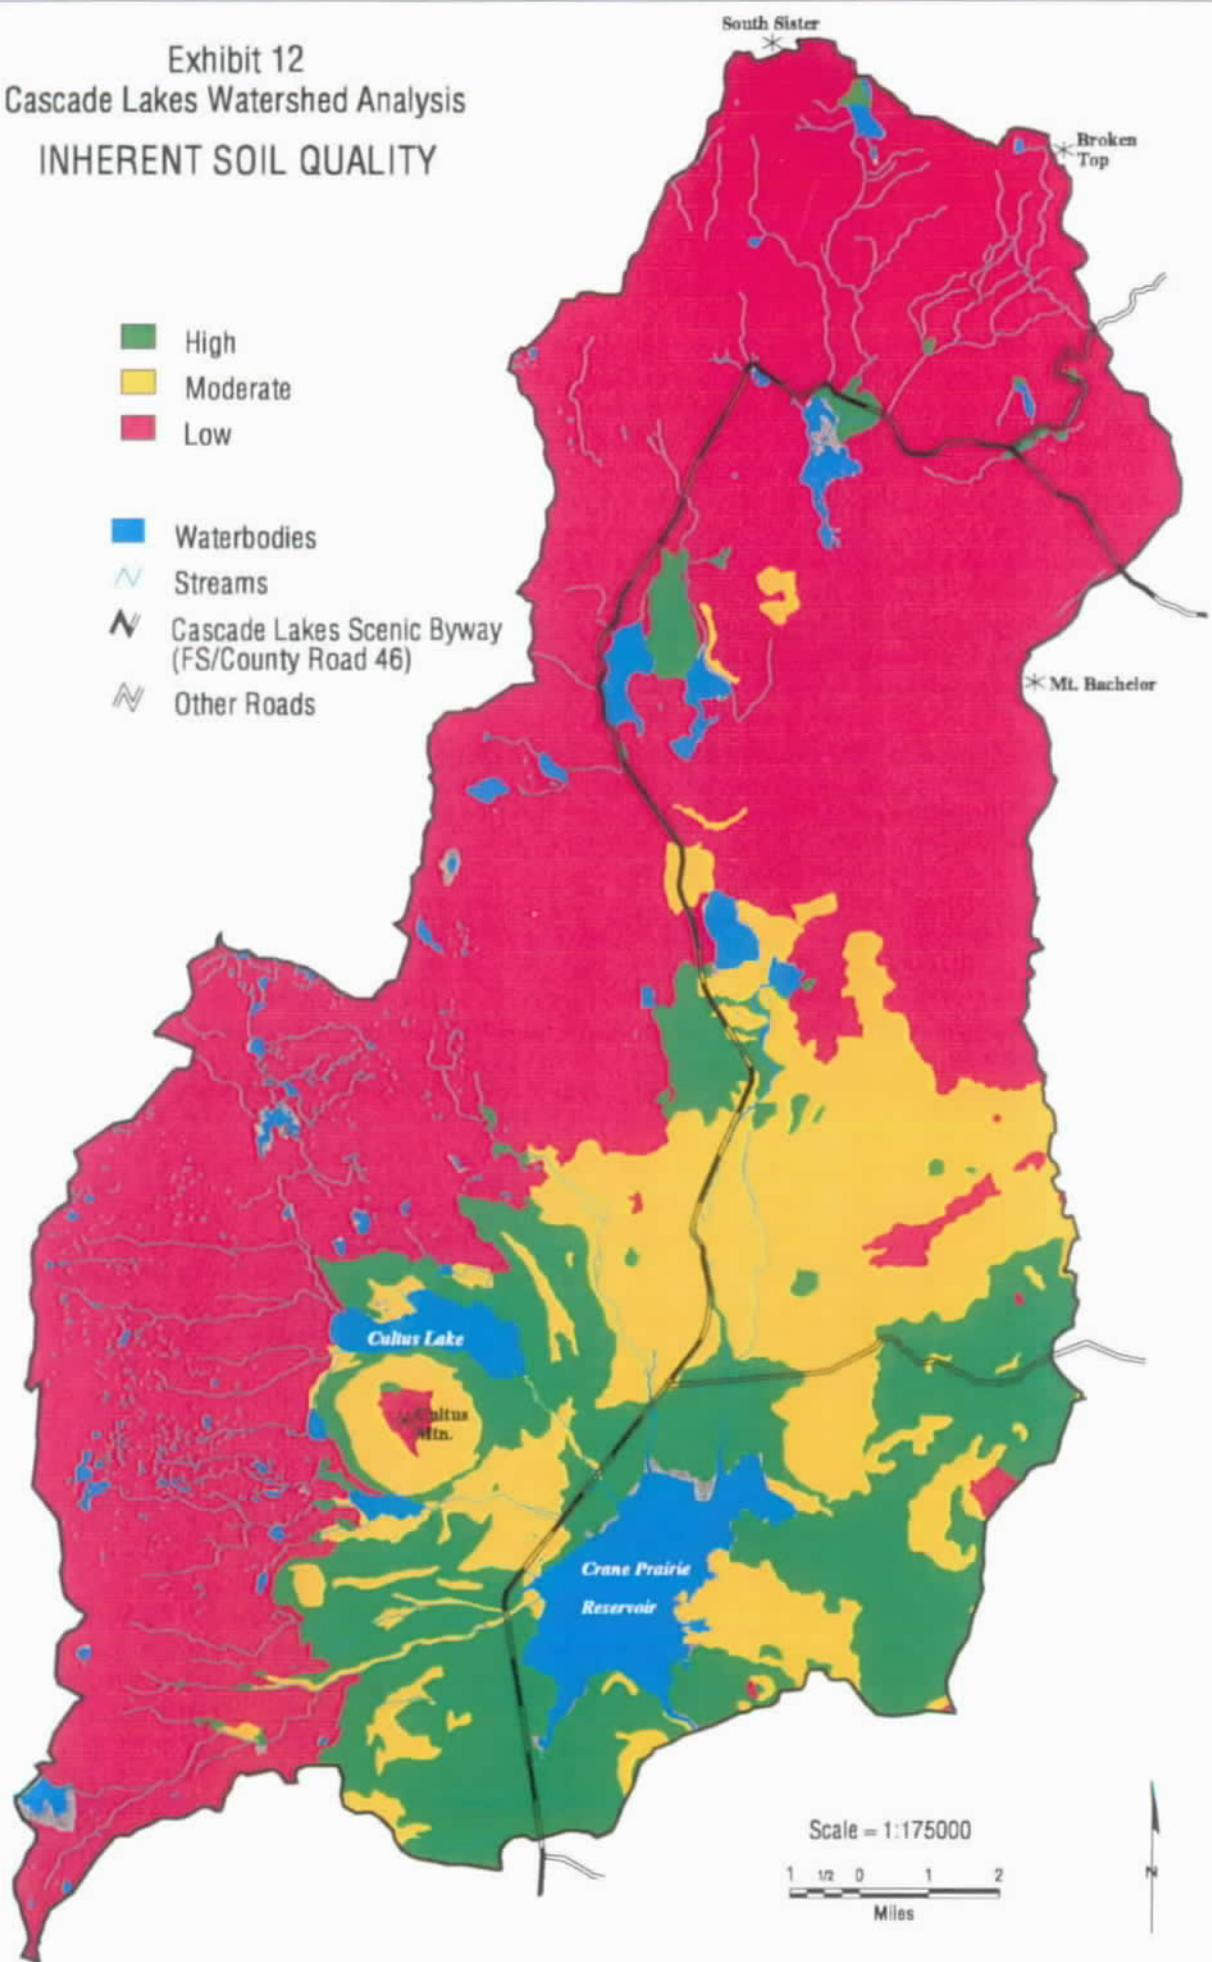 South Sister
Exhibit 12
Cascade Lakes Watershed Analysis
INHERENT SOIL QUALITY
Broken
Top
High
Moderate
Low
Waterbodies
Streams
Cascade Lakes Scenic Byway
(FS/County Road 46)
Other Roads
Mt. Bachelor
Cultus Lake
Cultus
Mtn.
Crane Prairie
Reservoir
Scale = 1:175000
1 1/2 0 1 2
Miles
N